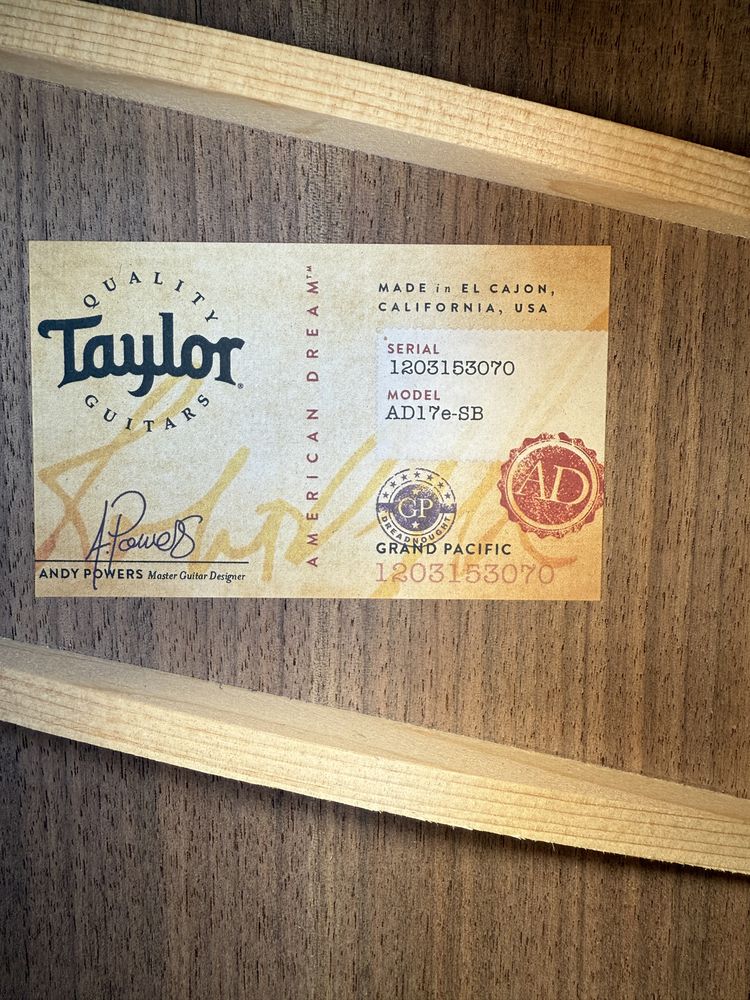 QUALITY
Taylor®
GUITARS
A. Powers
ANDY POWERS Master Guitar Designer
AMERICAN DREAM™
MADE in EL CAJON,
CALIFORNIA, USA
SERIAL
1203153070
MODEL
AD17e-SB
GP
DREADNOUGHT
AD
GRAND PACIFIC
1203153070